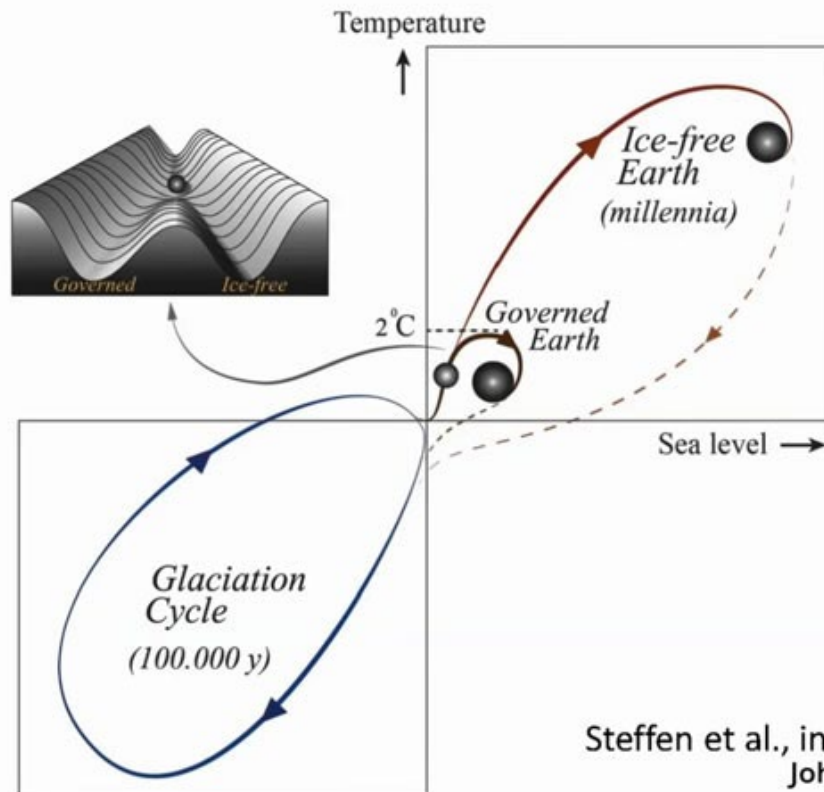 Temperature
Ice-free
Earth
(millennia)
Governed
Ice-free
2°C
Governed
Earth
Sea level
Glaciation
Cycle
(100.000 y)
Steffen et al., in
Joh